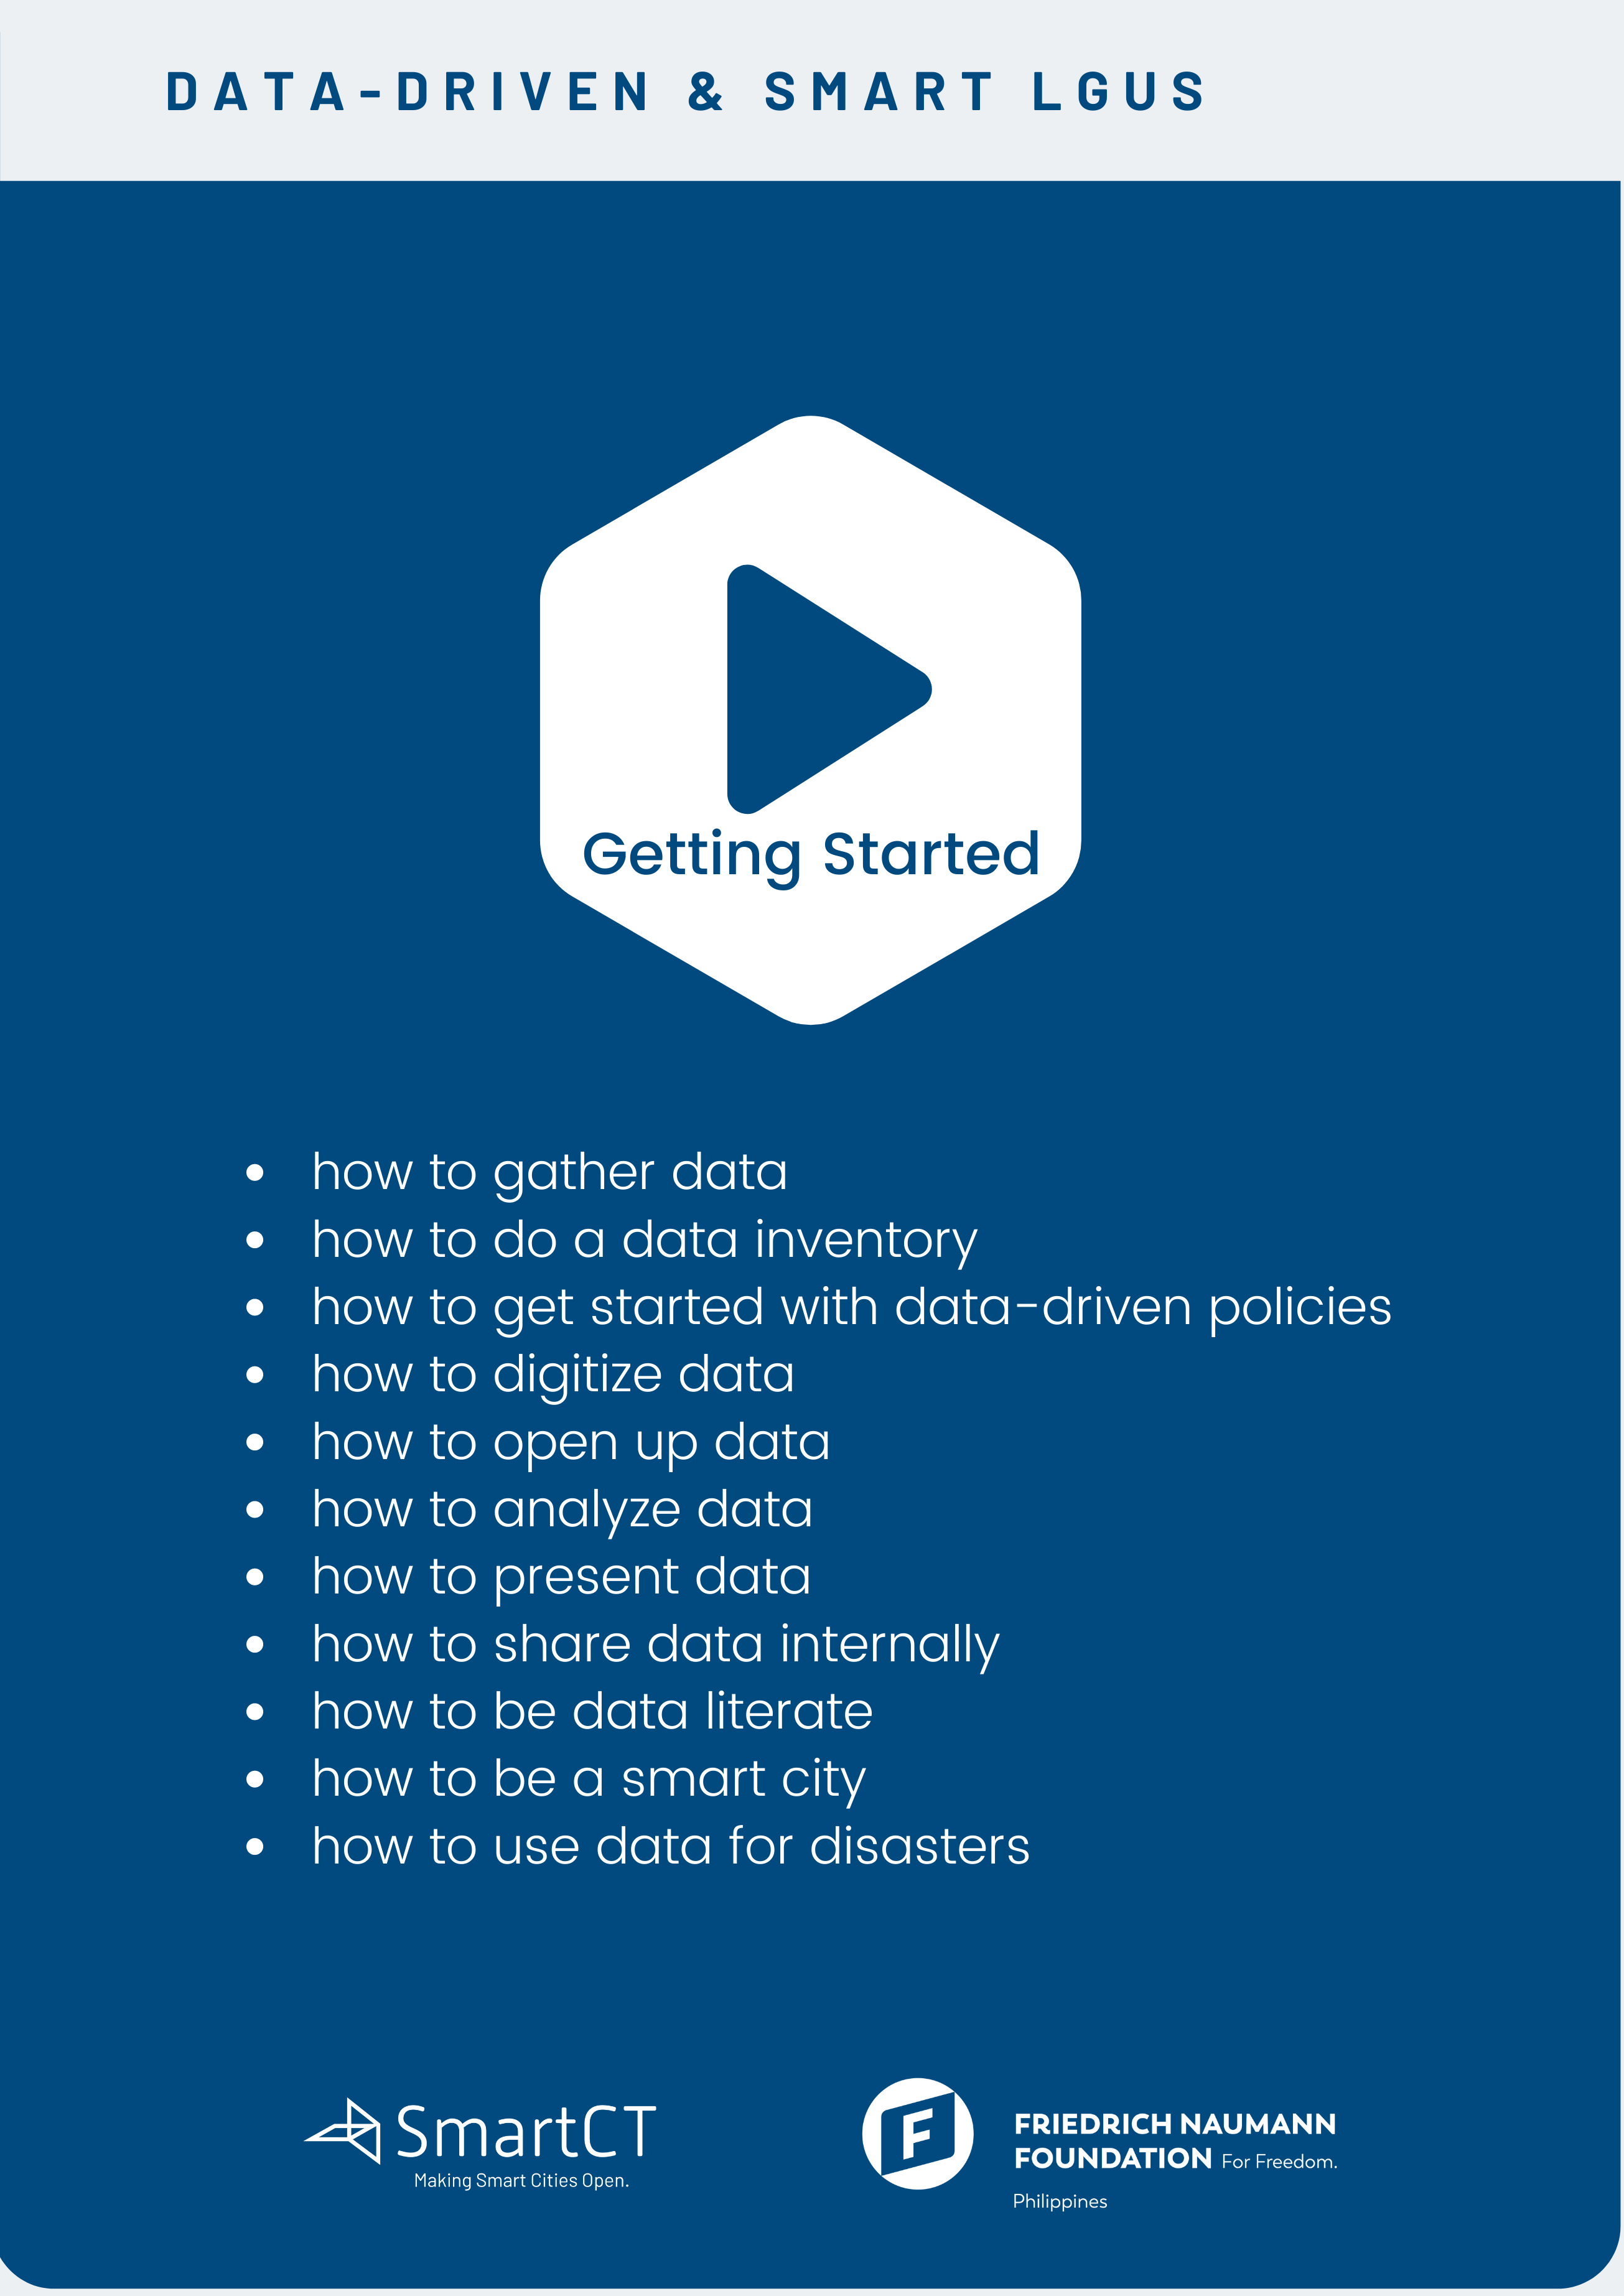 DATA-DRIVEN & SMART LGUS
Getting Started
• how to gather data
• how to do a data inventory
• how to get started with data-driven policies
• how to digitize data
• how to open up data
• how to analyze data
• how to present data
• how to share data internally
• how to be data literate
• how to be a smart city
• how to use data for disasters
SmartCT
Making Smart Cities Open.
F
FRIEDRICH NAUMANN
FOUNDATION For Freedom.
Philippines